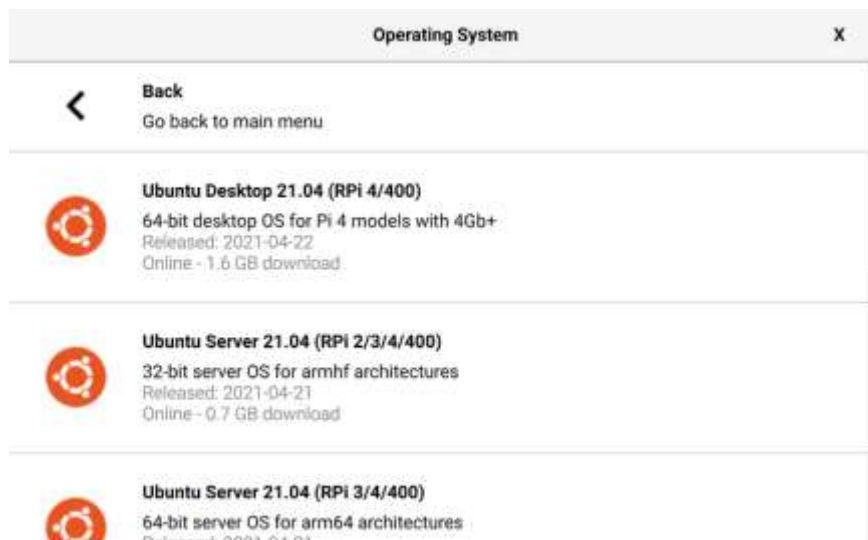 Operating System
X
Back
Go back to main menu
Ubuntu Desktop 21.04 (RPi 4/400)
64-bit desktop OS for Pi 4 models with 4Gb+
Released: 2021-04-22
Online - 1.6 GB download
Ubuntu Server 21.04 (RPi 2/3/4/400)
32-bit server OS for armhf architectures
Released: 2021-04-21
Online - 0.7 GB download
Ubuntu Server 21.04 (RPi 3/4/400)
64-bit server OS for arm64 architectures